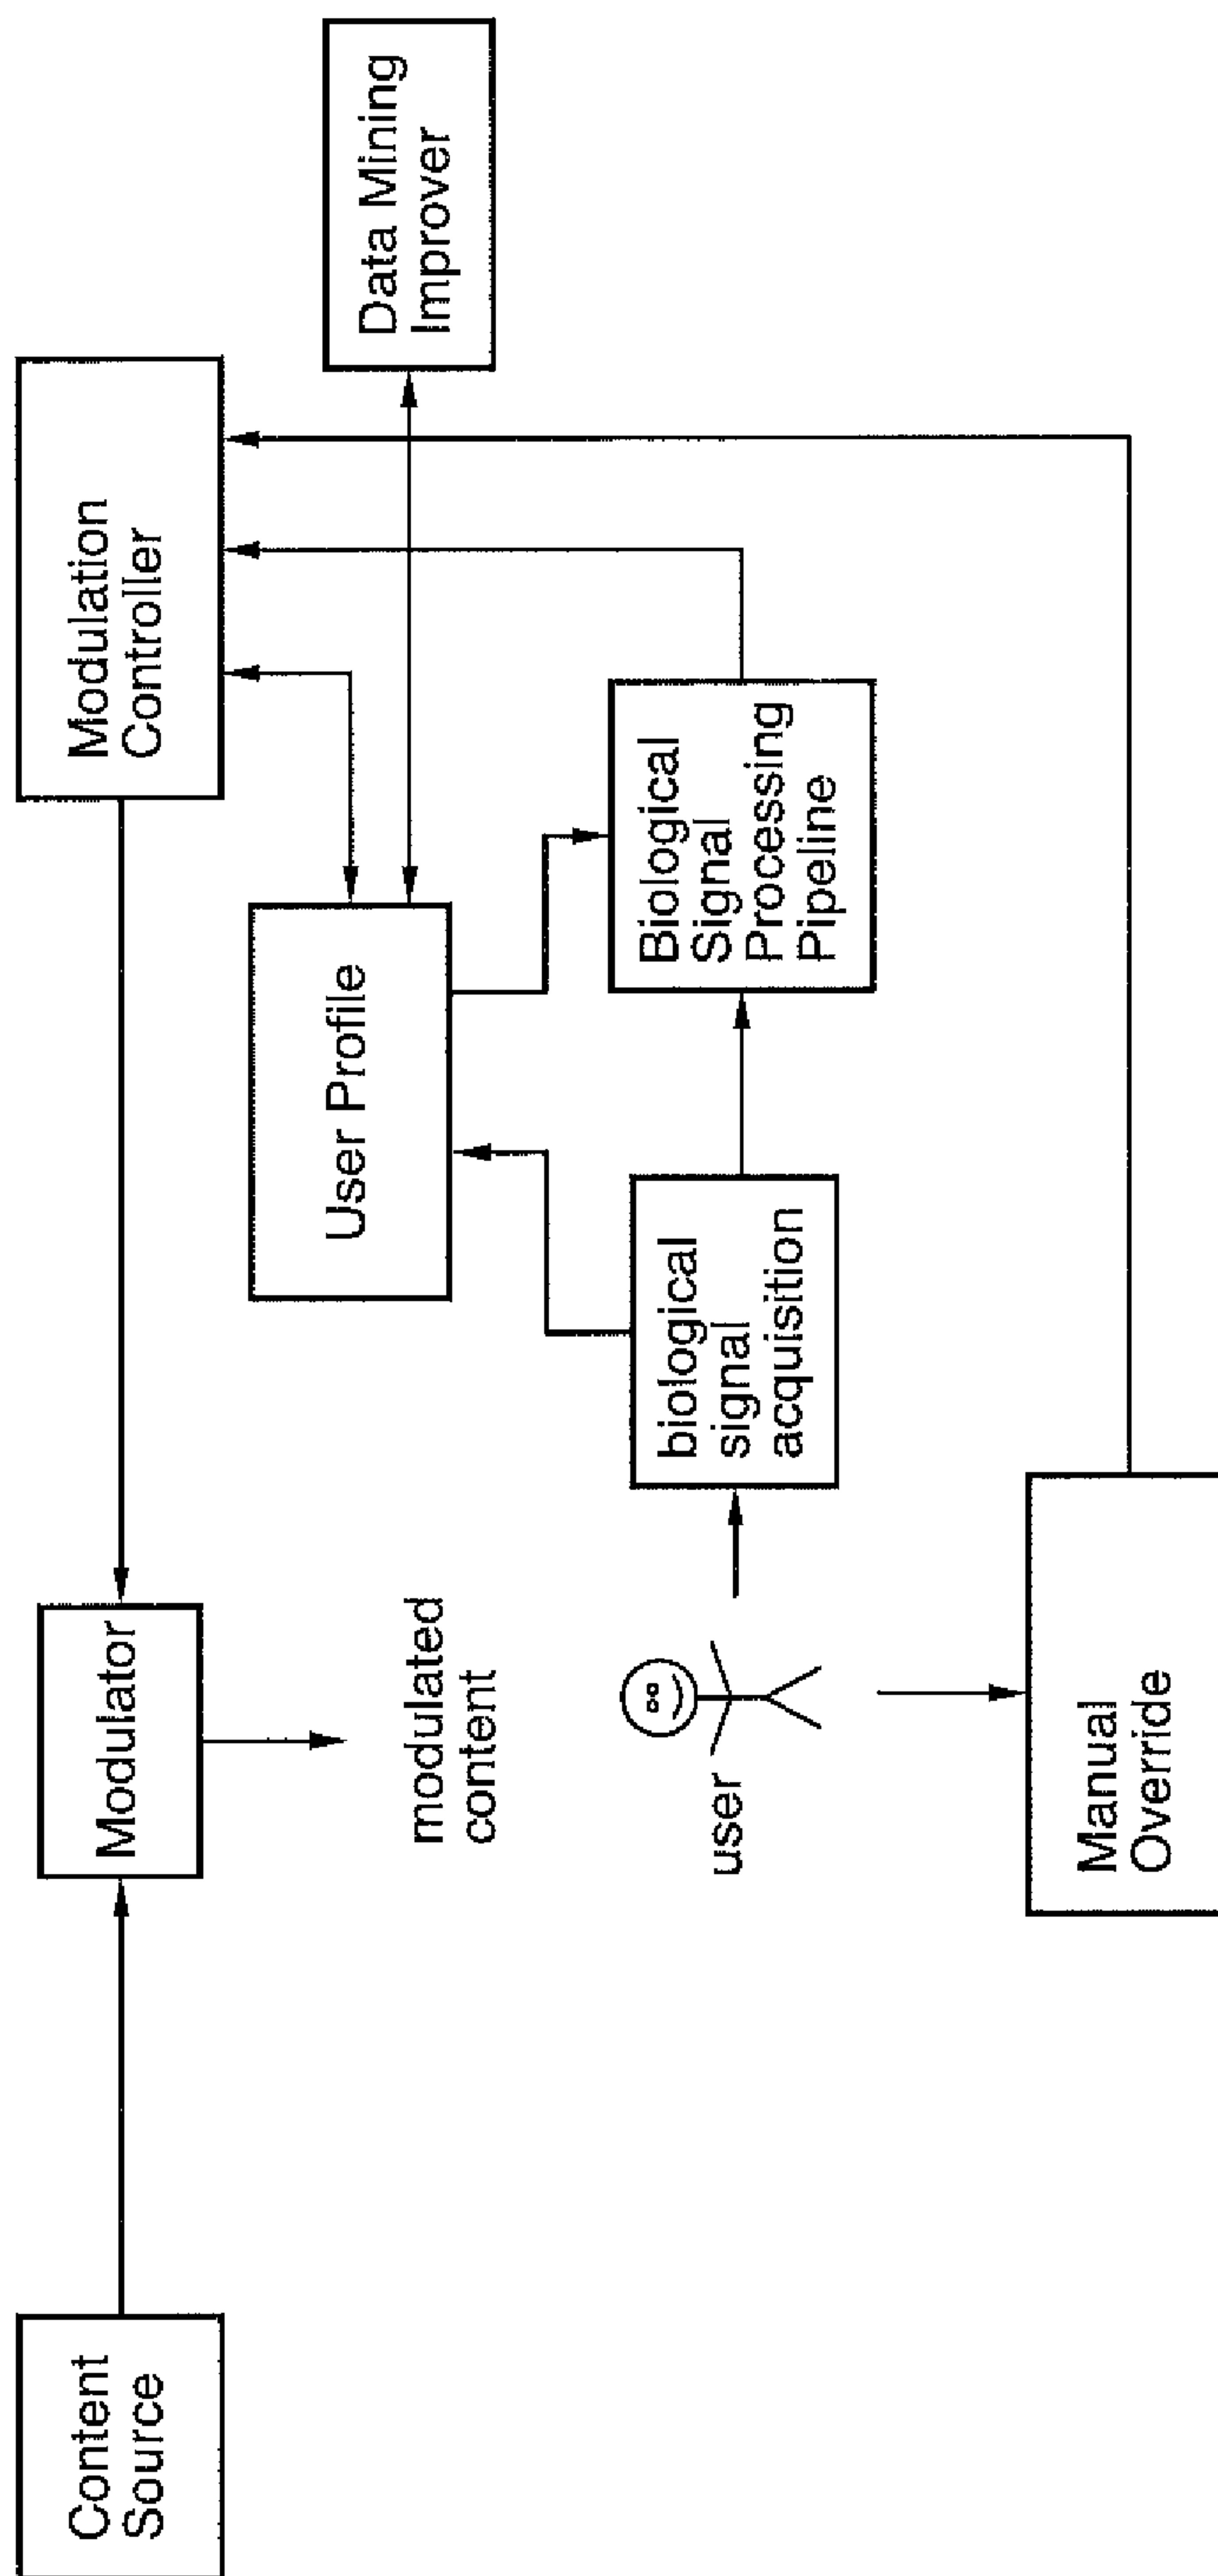 Content
Source
Modulator
Modulation
Controller
modulated
content
User Profile
Data Mining
Improver
user
biological
signal
acquisition
Biological
Signal
Processing
Pipeline
Manual
Override